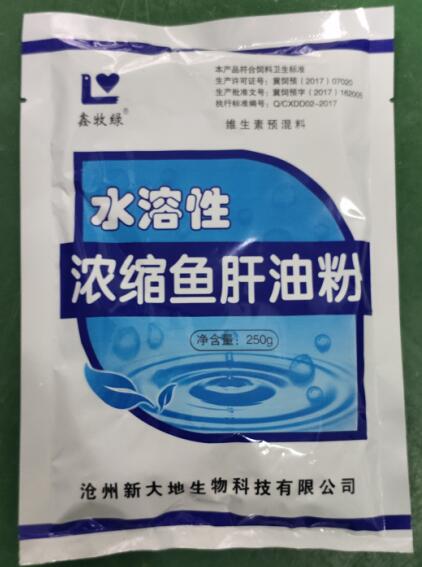 鑫牧绿®
本产品符合饲料卫生标准
生产许可证号：冀饲预（2017）07020
生产批准文号：冀饲预字（2017）162005
执行标准编号：Q/CXDD02-2017
维生素预混料
水溶性
浓缩鱼肝油粉
净含量：250g
沧州新大地生物科技有限公司